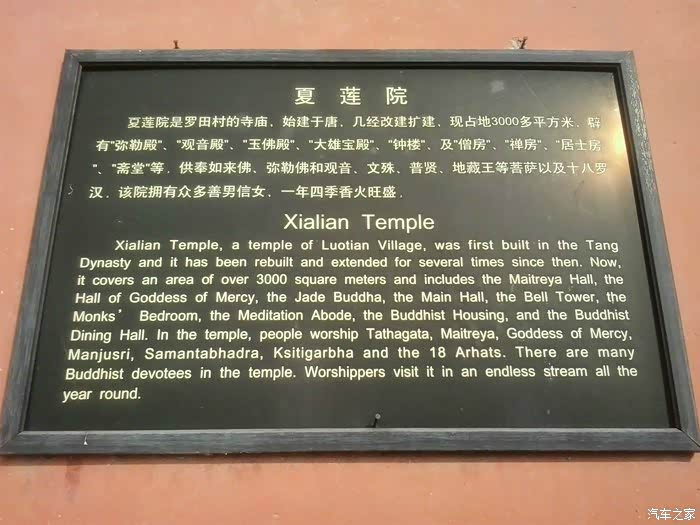 夏莲院
夏莲院是罗田村的寺庙、始建于唐、几经改建扩建、现占地3000多平方米、辟
有"弥勒殿"、"观音殿"、"玉佛殿"、"大雄宝殿"、"钟楼"、及"僧房"、"禅房"、"居士房
"、"斋堂"等，供奉如来佛、弥勒佛和观音、文殊、普贤、地藏王等菩萨以及十八罗
汉．该院拥有众多善男信女、一年四季香火旺盛．
Xialian Temple
Xialian Temple, a temple of Luotian Village, was first built in the Tang
Dynasty and it has been rebuilt and extended for several times since then. Now,
it covers an area of over 3000 square meters and includes the Maitreya Hall, the
Hall of Goddess of Mercy, the Jade Buddha, the Main Hall, the Bell Tower, the
Monks' Bedroom, the Meditation Abode, the Buddhist Housing, and the Buddhist
Dining Hall. In the temple, people worship Tathagata, Maitreya, Goddess of Mercy,
Manjusri, Samantabhadra, Ksitigarbha and the 18 Arhats. There are many
Buddhist devotees in the temple. Worshippers visit it in an endless stream all the
year round.
汽车之家